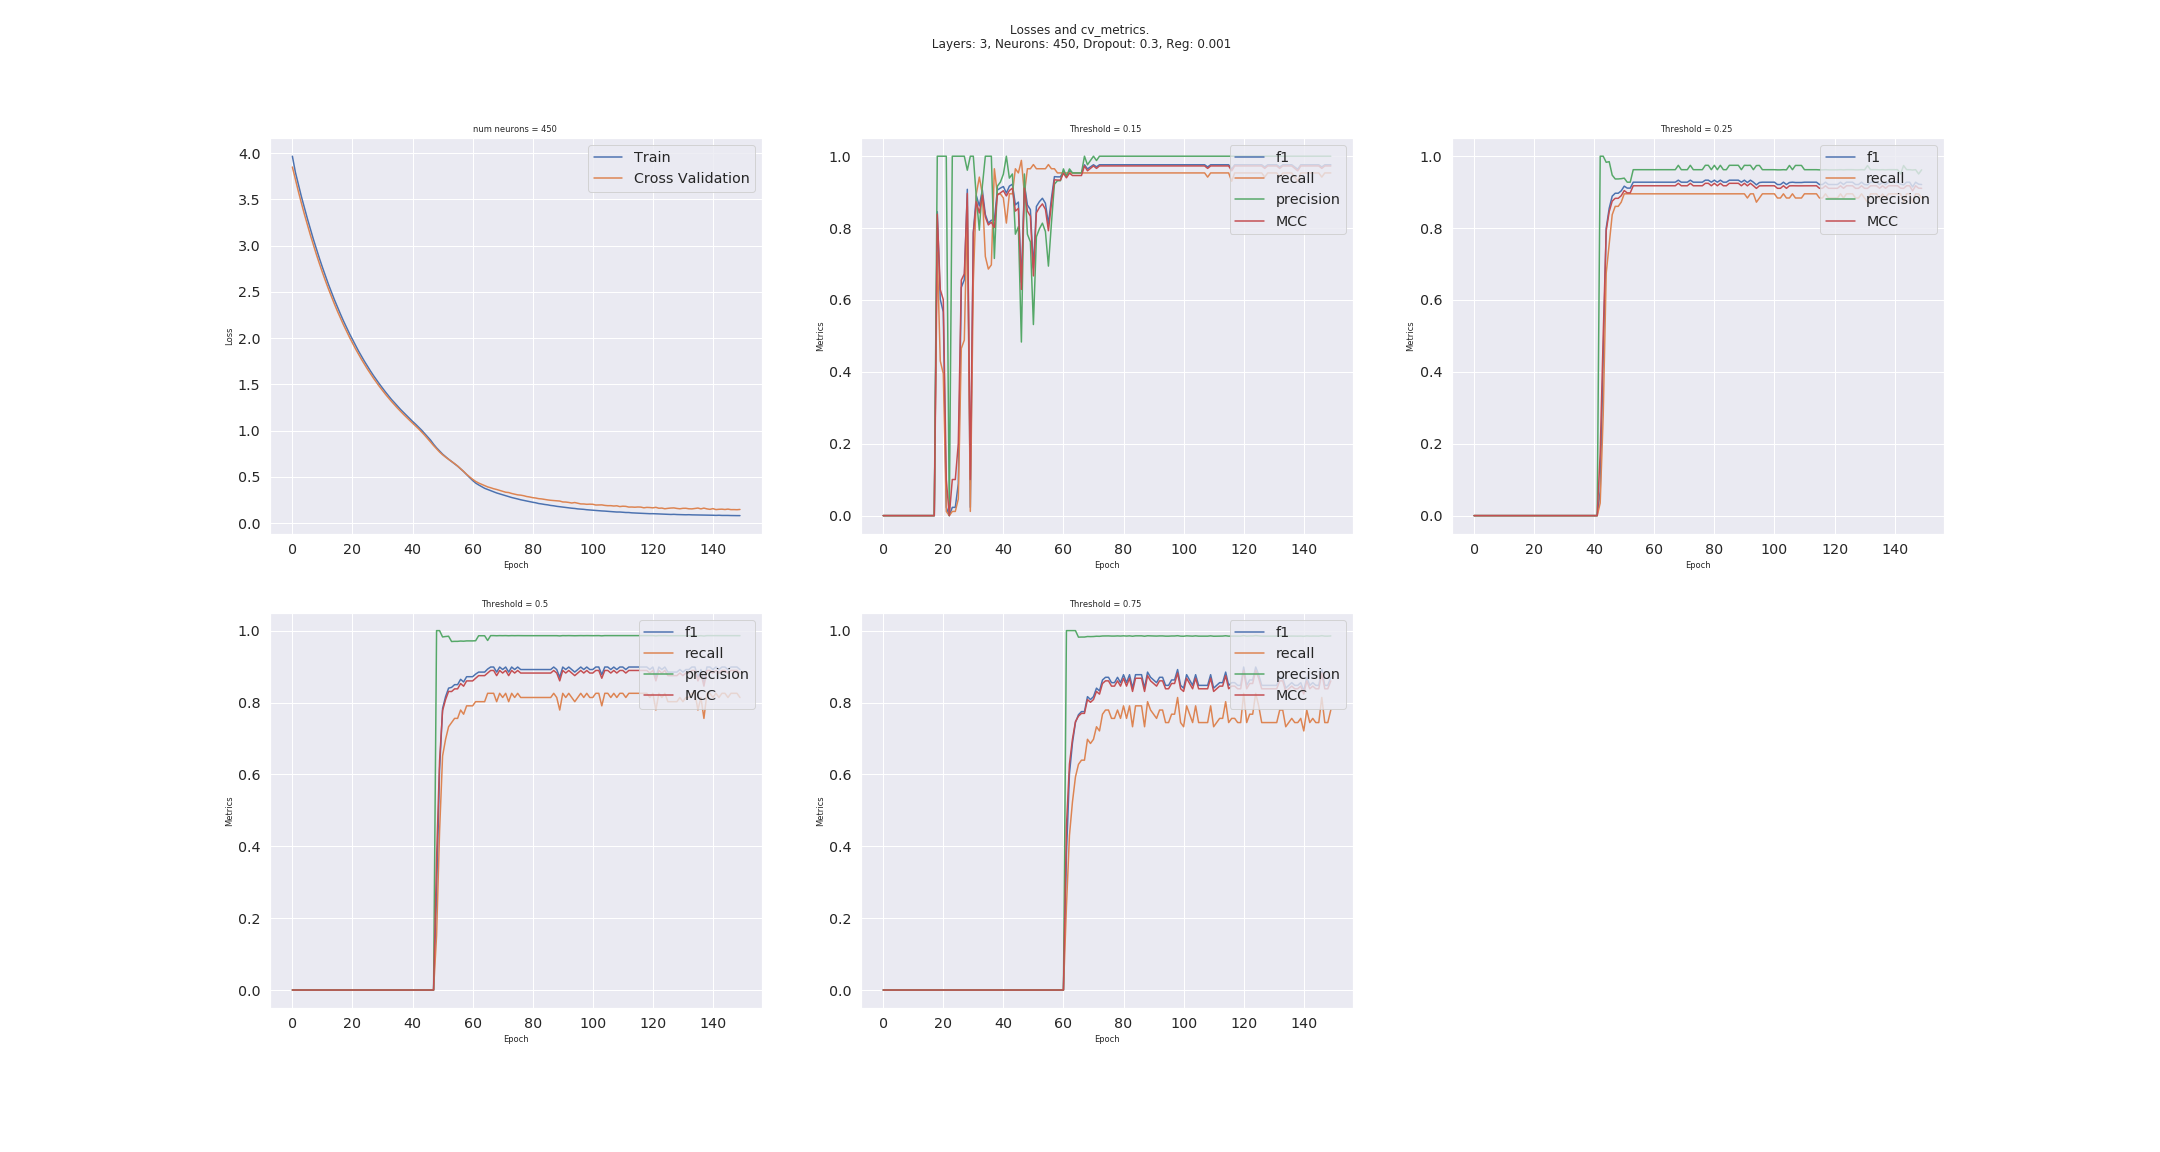 Losses and cv_metrics.
Layers: 3, Neurons: 450, Dropout: 0.3, Reg: 0.001
num neurons = 450
4.0
3.5
3.0
2.5
2.0
1.5
1.0
0.5
0.0
Loss
0 20 40 60 80 100 120 140
Epoch
Train
Cross Validation
Threshold = 0.15
1.0
0.8
0.6
0.4
0.2
0.0
Metrics
0 20 40 60 80 100 120 140
Epoch
f1
recall
precision
MCC
Threshold = 0.25
1.0
0.8
0.6
0.4
0.2
0.0
Metrics
0 20 40 60 80 100 120 140
Epoch
f1
recall
precision
MCC
Threshold = 0.5
1.0
0.8
0.6
0.4
0.2
0.0
Metrics
0 20 40 60 80 100 120 140
Epoch
f1
recall
precision
MCC
Threshold = 0.75
1.0
0.8
0.6
0.4
0.2
0.0
Metrics
0 20 40 60 80 100 120 140
Epoch
f1
recall
precision
MCC